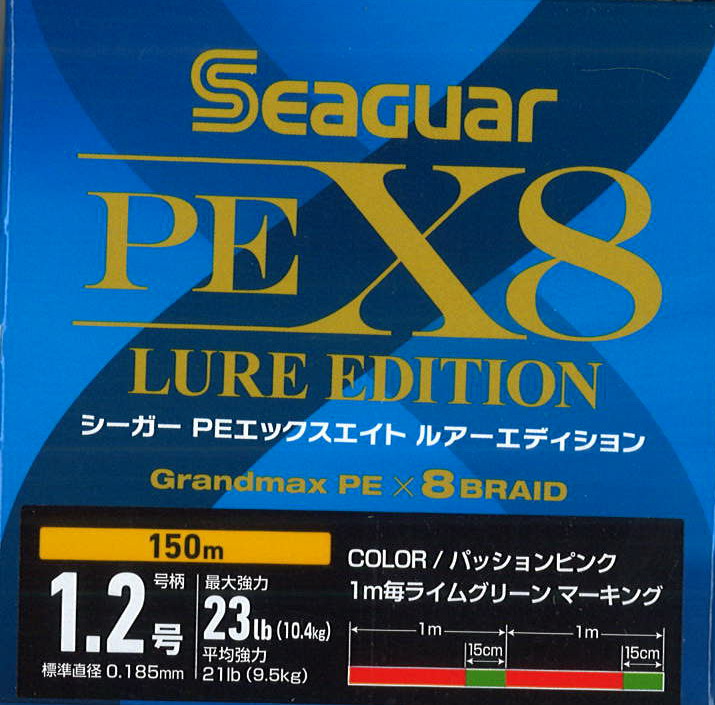 Seaguar
PE X8
LURE EDITION
シーガー PEエックスエイト ルアーエディション
Grandmax PE × 8 BRAID
150m
号柄
1.2号
標準直径 0.185mm
最大強力
23lb (10.4kg)
平均強力
21lb (9.5kg)
COLOR / パッションピンク
1m毎ライムグリーン マーキング
1m 1m
15cm 15cm